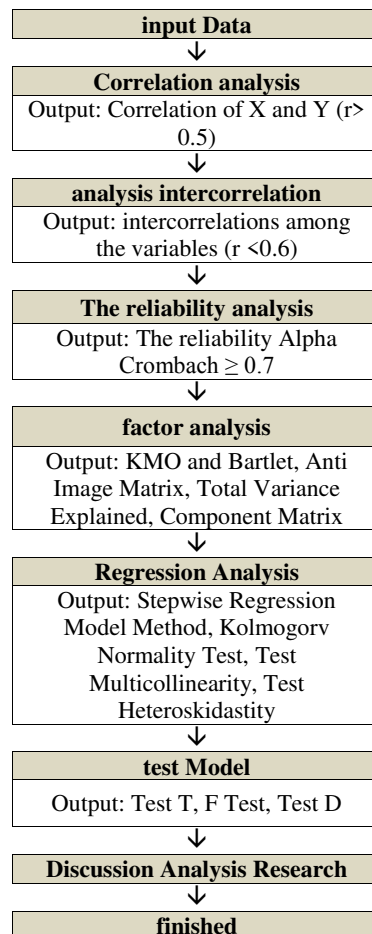 input Data
Correlation analysis
Output: Correlation of X and Y (r>
0.5)
analysis intercorrelation
Output: intercorrelations among
the variables (r <0.6)
The reliability analysis
Output: The reliability Alpha
Crombach ≥ 0.7
factor analysis
Output: KMO and Bartlet, Anti
Image Matrix, Total Variance
Explained, Component Matrix
Regression Analysis
Output: Stepwise Regression
Model Method, Kolmogorv
Normality Test, Test
Multicollinearity, Test
Heteroskidastity
test Model
Output: Test T, F Test, Test D
Discussion Analysis Research
finished